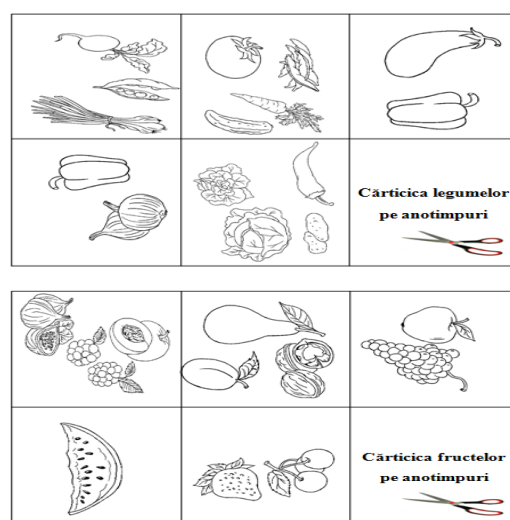 Cărticica legumelor
pe anotimpuri
Cărticica fructelor
pe anotimpuri